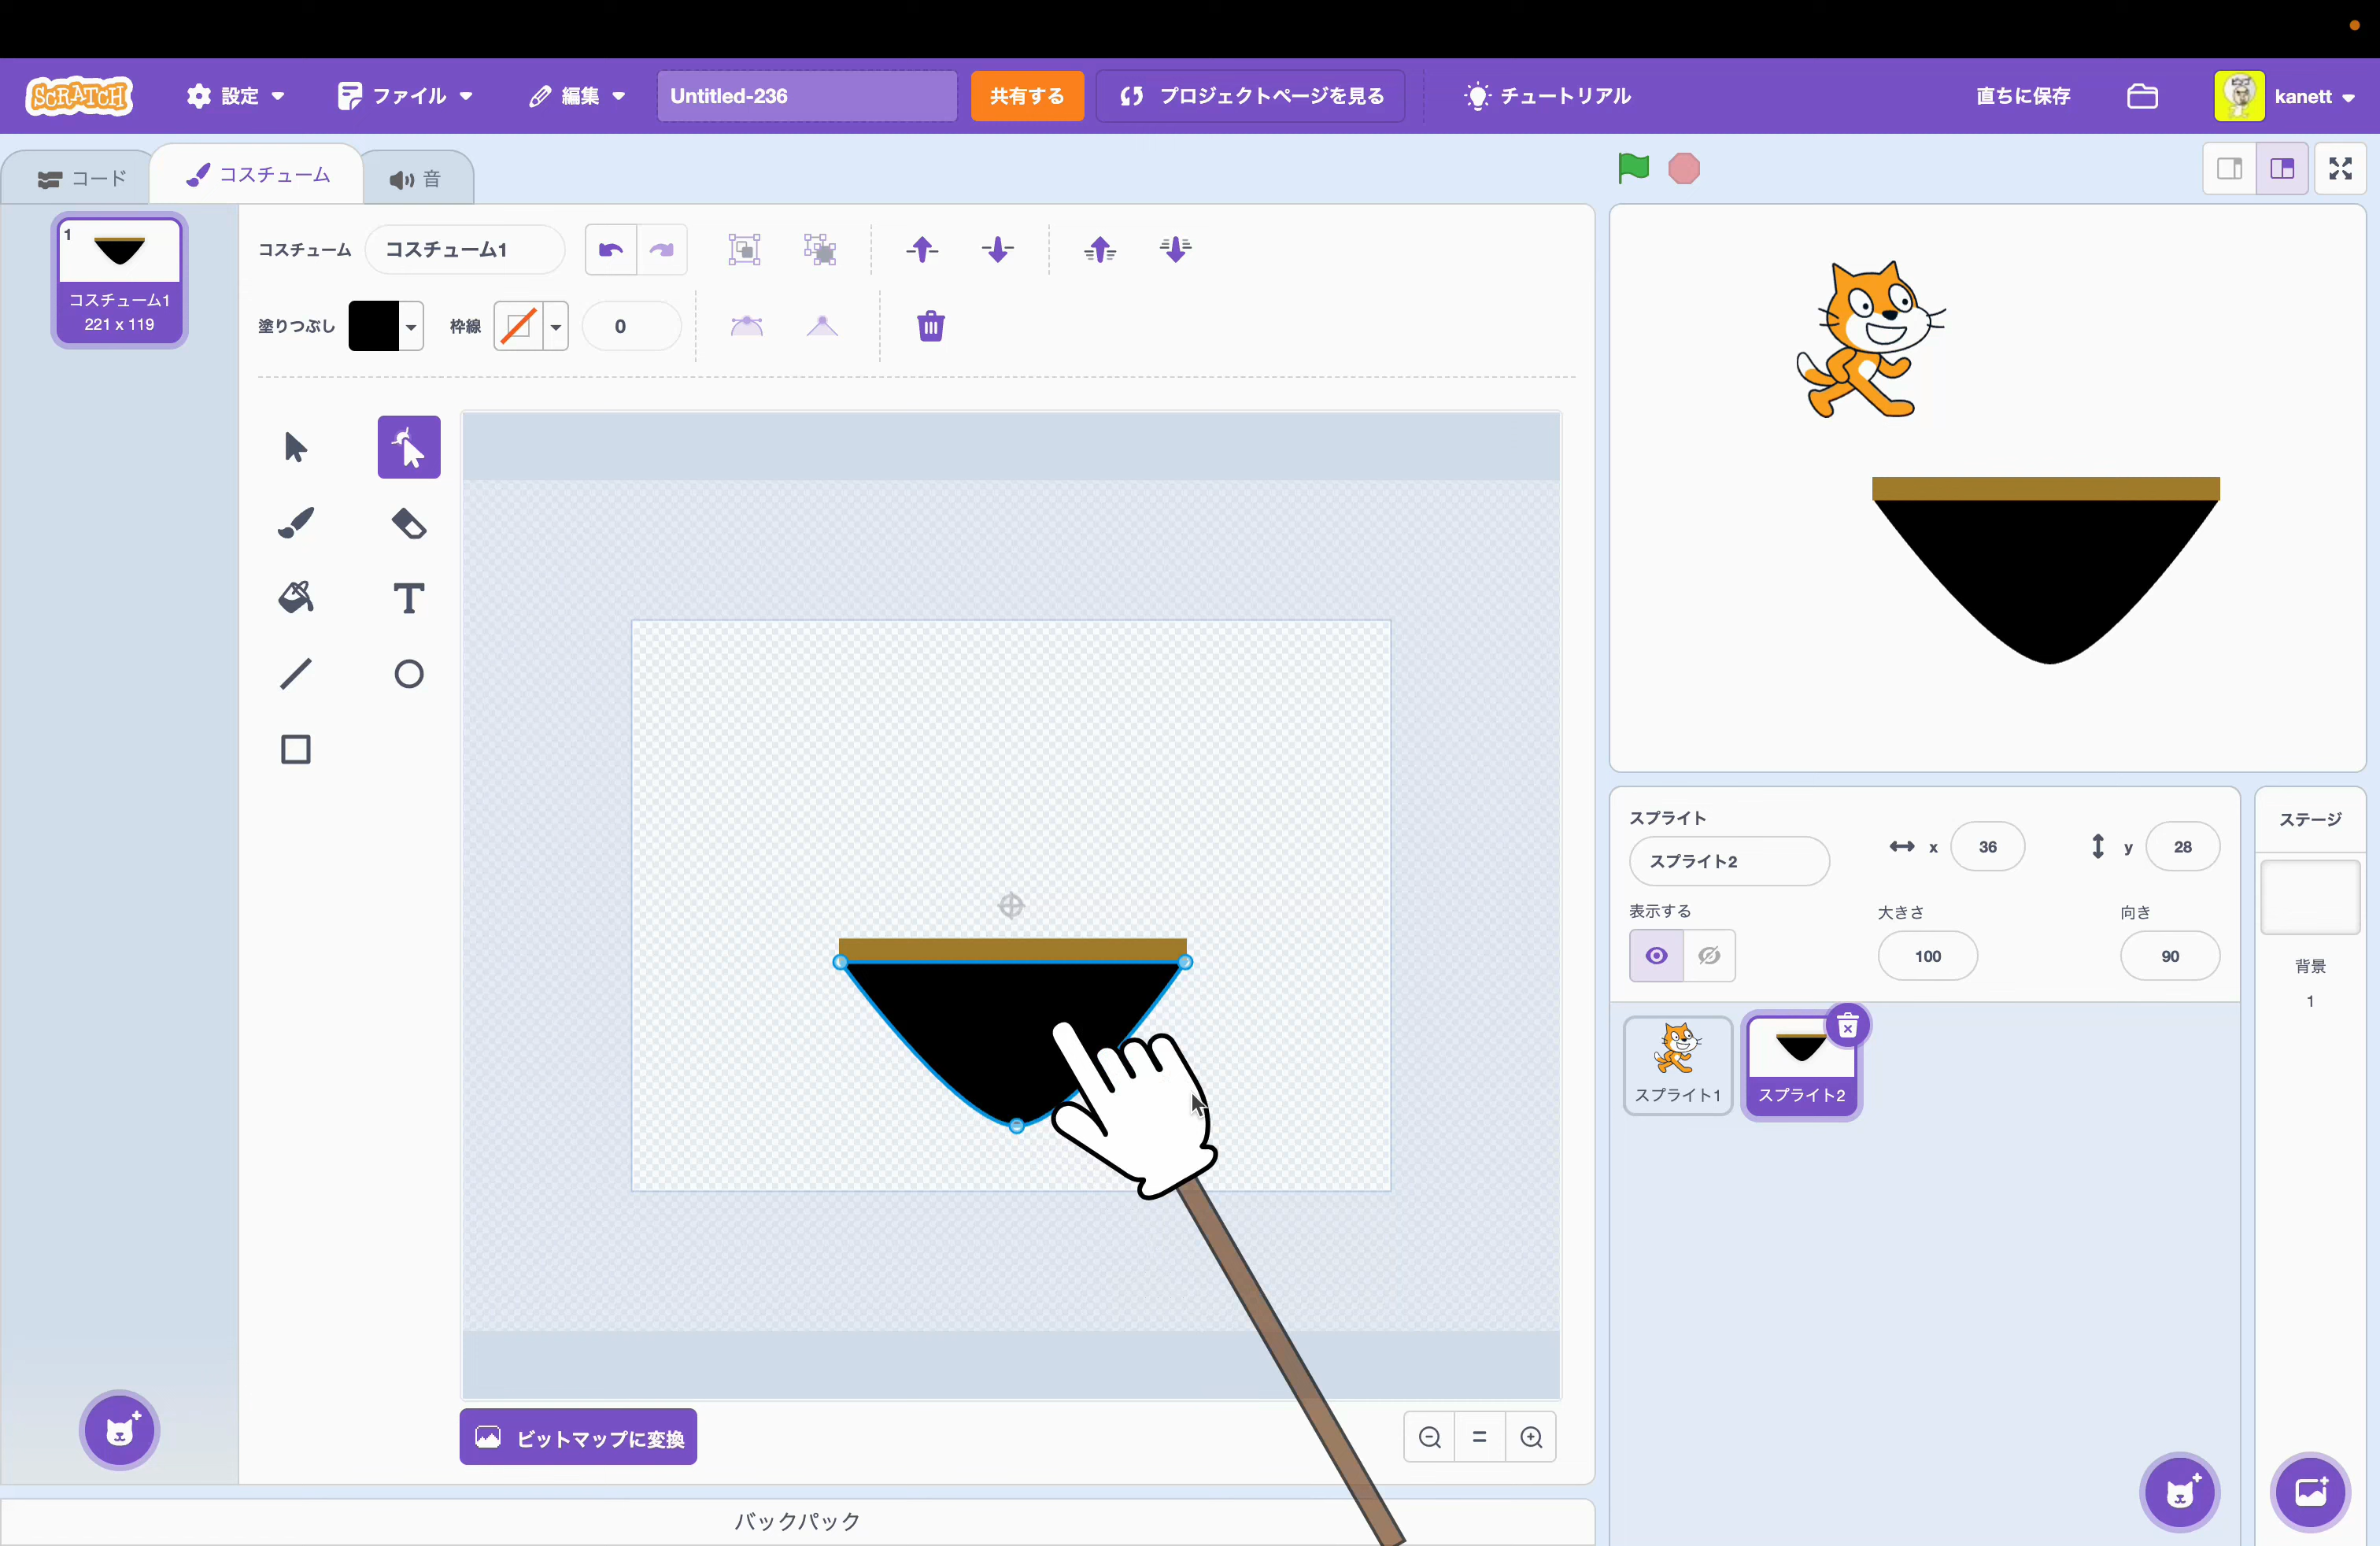 SCRATCH
設定
ファイル
編集
Untitled-236
共有する
プロジェクトページを見る
チュートリアル
直ちに保存
kanett
コード
コスチューム
音
1
コスチューム1
221 x 119
コスチューム
コスチューム1
塗りつぶし
枠線
0
T
ビットマップに変換
バックパック
スプライト
スプライト2
x
36
y
28
表示する
大きさ
100
向き
90
スプライト1
スプライト2
ステージ
背景
1